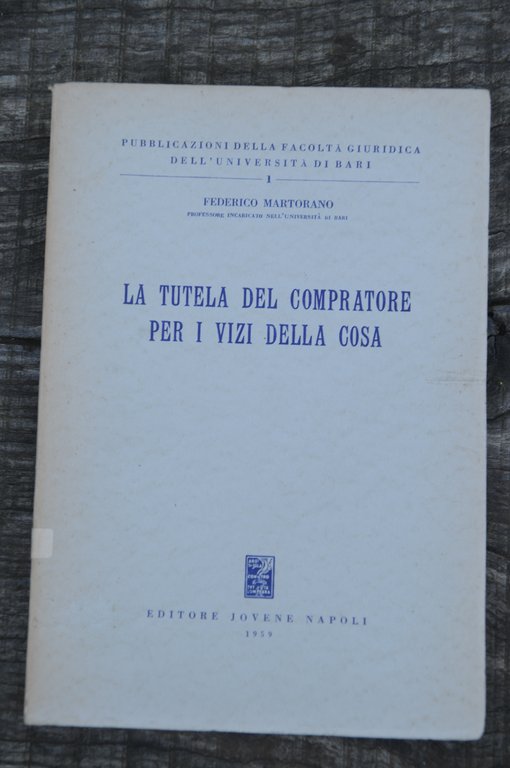 PUBBLICAZIONI DELLA FACOLTÀ GIURIDICA
DELL'UNIVERSITÀ DI BARI
1
FEDERICO MARTORANO
PROFESSORE INCARICATO NELL'UNIVERSITÀ DI BARI
LA TUTELA DEL COMPRATORE
PER I VIZI DELLA COSA
EDITORE JOVENE NAPOLI
1959